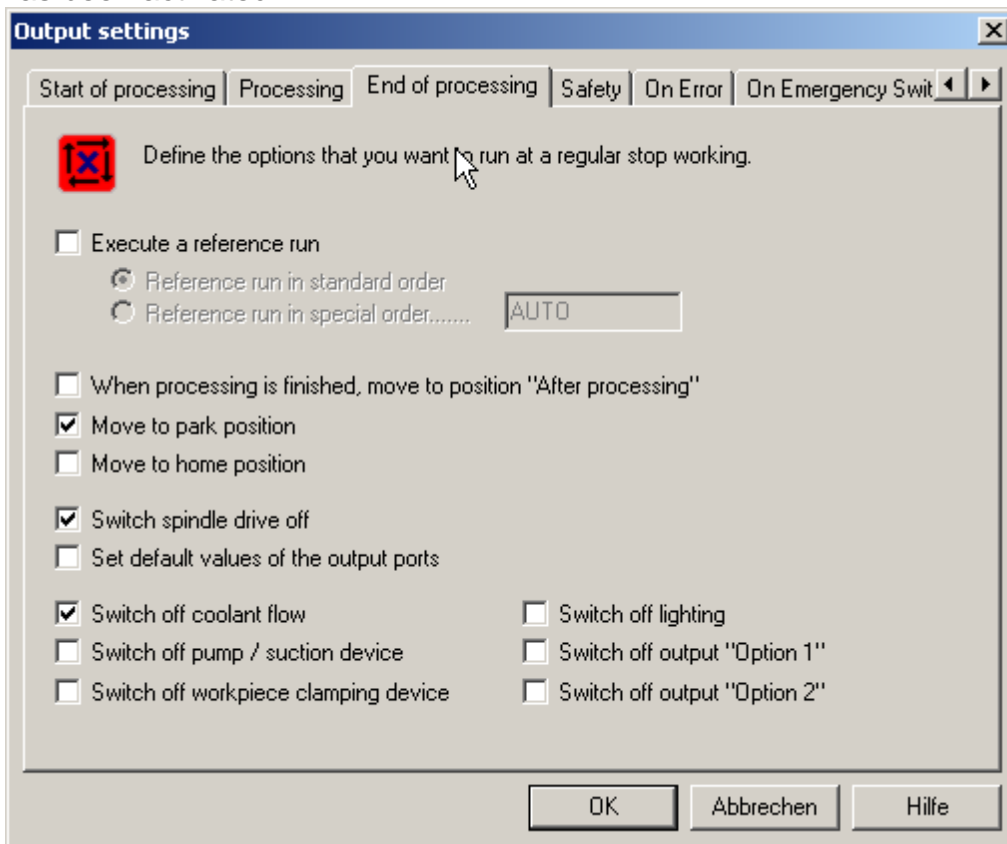 Output settings
Start of processing Processing End of processing Safety On Error On Emergency Swit
Define the options that you want to run at a regular stop working.
Execute a reference run
Reference run in standard order
Reference run in special order....... AUTO
When processing is finished, move to position "After processing"
Move to park position
Move to home position
Switch spindle drive off
Set default values of the output ports
Switch off coolant flow
Switch off lighting
Switch off pump / suction device
Switch off output "Option 1"
Switch off workpiece clamping device
Switch off output "Option 2"
OK Abbrechen Hilfe